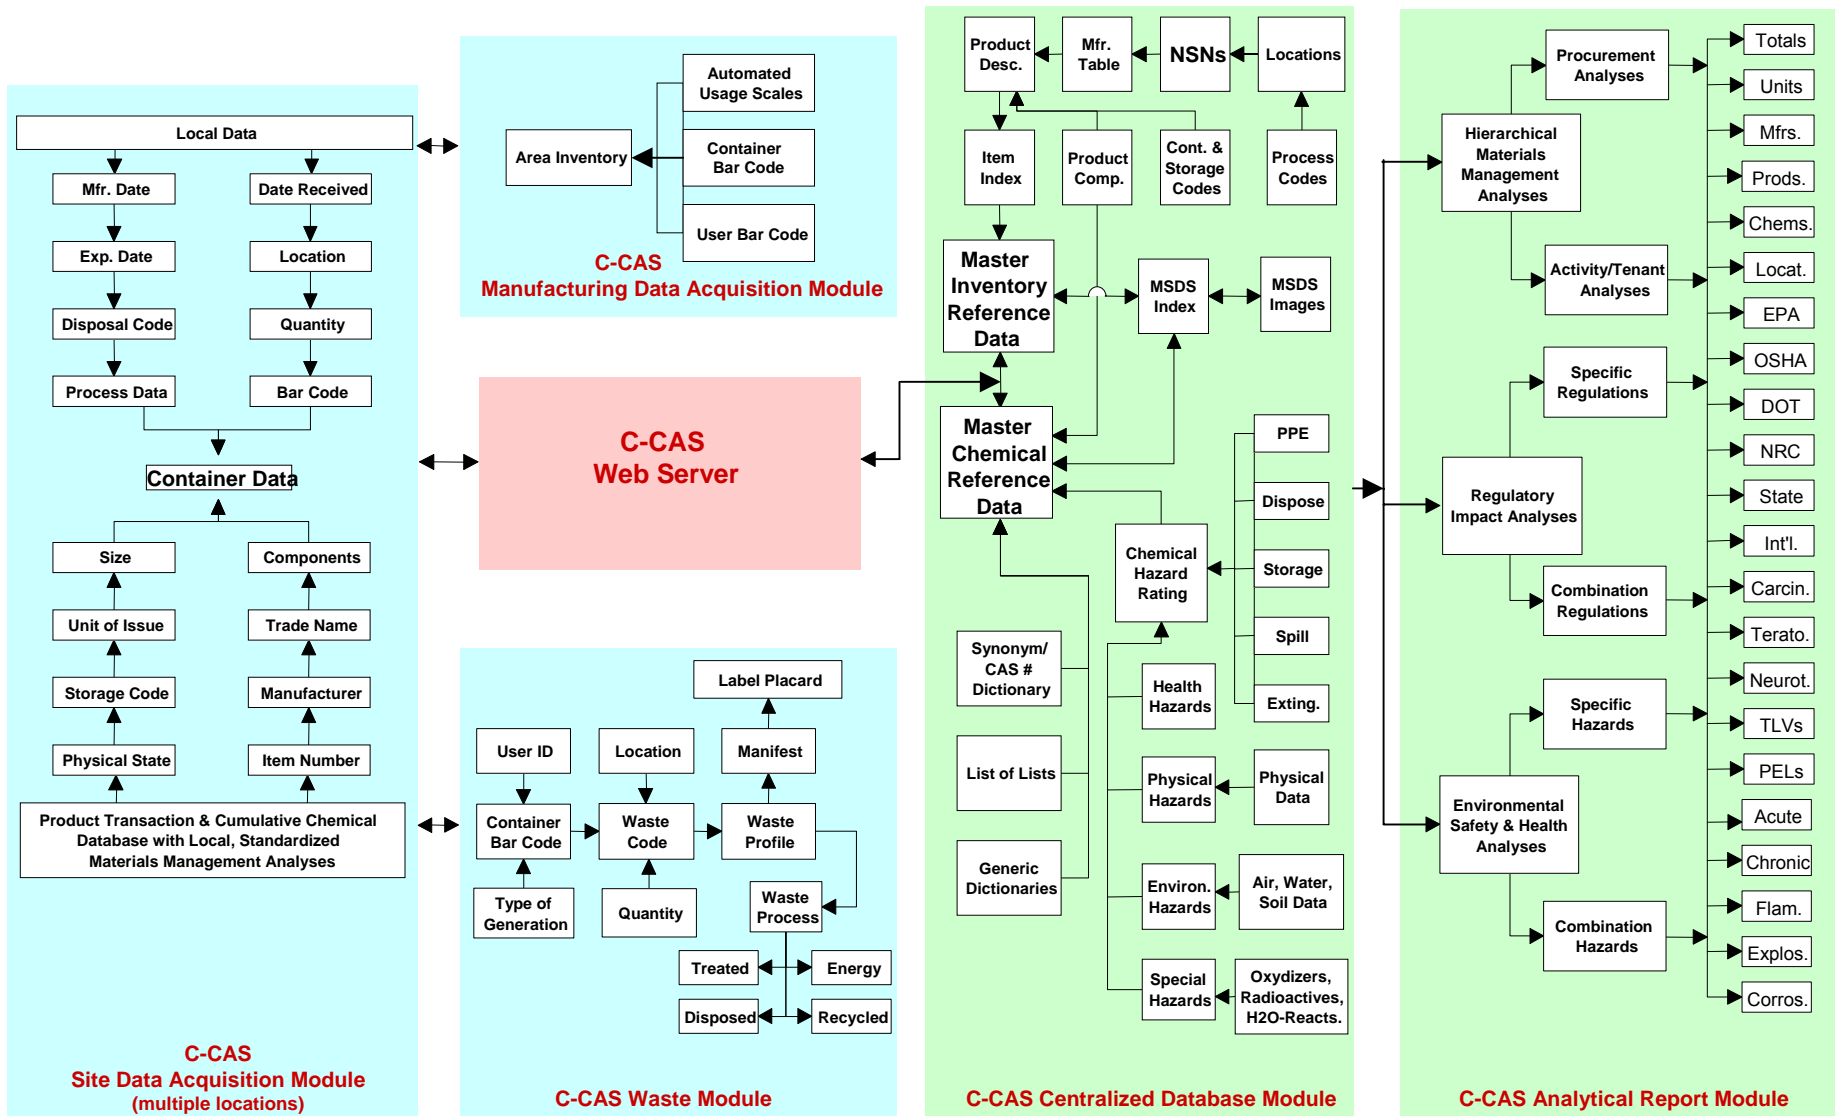 Local Data
Mfr. Date
Date Received
Exp. Date
Location
Disposal Code
Quantity
Process Data
Bar Code
Container Data
Size
Components
Unit of Issue
Trade Name
Storage Code
Manufacturer
Physical State
Item Number
Product Transaction & Cumulative Chemical
Database with Local, Standardized
Materials Management Analyses
C-CAS
Site Data Acquisition Module
(multiple locations)
Automated
Usage Scales
Area Inventory
Container
Bar Code
User Bar Code
C-CAS
Manufacturing Data Acquisition Module
C-CAS
Web Server
Label Placard
User ID
Location
Manifest
Container
Bar Code
Waste
Code
Waste
Profile
Type of
Generation
Quantity
Waste
Process
Treated
Energy
Disposed
Recycled
C-CAS Waste Module
Product
Desc.
Mfr.
Table
NSNs
Locations
Item
Index
Product
Comp.
Cont. &
Storage
Codes
Process
Codes
Master
Inventory
Reference
Data
MSDS
Index
MSDS
Images
Master
Chemical
Reference
Data
PPE
Dispose
Chemical
Hazard
Rating
Storage
Spill
Exting.
Synonym/
CAS #
Dictionary
Health
Hazards
List of Lists
Physical
Hazards
Physical
Data
Generic
Dictionaries
Environ.
Hazards
Air, Water,
Soil Data
Special
Hazards
Oxydizers,
Radioactives,
H2O-Reacts.
C-CAS Centralized Database Module
Procurement
Analyses
Hierarchical
Materials
Management
Analyses
Activity/Tenant
Analyses
Specific
Regulations
Regulatory
Impact Analyses
Combination
Regulations
Specific
Hazards
Environmental
Safety & Health
Analyses
Combination
Hazards
Totals
Units
Mfrs.
Prods.
Chems.
Locat.
EPA
OSHA
DOT
NRC
State
Int'l.
Carcin.
Terato.
Neurot.
TLVs
PELs
Acute
Chronic
Flam.
Explos.
Corros.
C-CAS Analytical Report Module